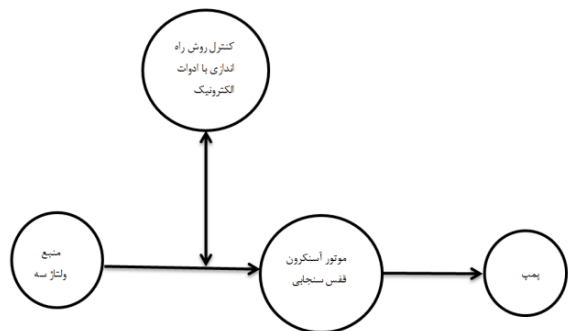 کنترل روش راه
اندازی با ادوات
الکترونیک
منبع
ولتاژ سه
موتور آسنکرون
قفس سنجابی
پمپ